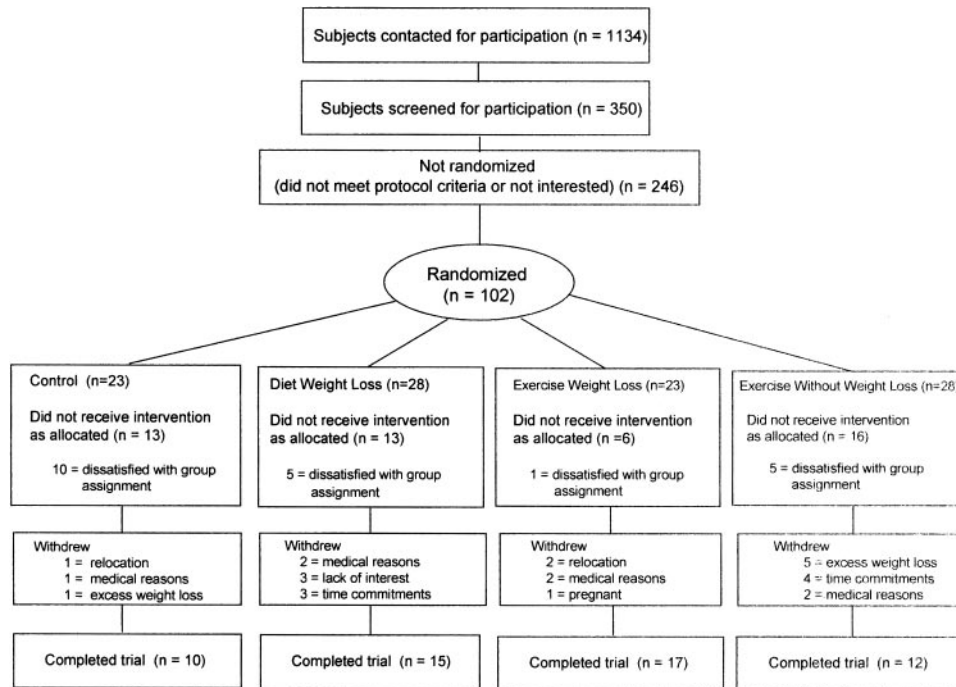 Subjects contacted for participation (n = 1134)
Subjects screened for participation (n = 350)
Not randomized
(did not meet protocol criteria or not interested) (n = 246)
Randomized
(n = 102)
Control (n=23)
Did not receive intervention
as allocated (n = 13)
10 = dissatisfied with group
assignment
Diet Weight Loss (n=28)
Did not receive intervention
as allocated (n = 13)
5 = dissatisfied with group
assignment
Exercise Weight Loss (n=23)
Did not receive intervention
as allocated (n =6)
1 = dissatisfied with group
assignment
Exercise Without Weight Loss (n=28)
Did not receive intervention
as allocated (n = 16)
5 = dissatisfied with group
assignment
Withdrew
1 = relocation
1 = medical reasons
1 = excess weight loss
Withdrew
2 = medical reasons
3 = lack of interest
3 = time commitments
Withdrew
2 = relocation
2 = medical reasons
1 = pregnant
Withdrew
5 = excess weight loss
4 = time commitments
2 = medical reasons
Completed trial (n = 10)
Completed trial (n = 15)
Completed trial (n = 17)
Completed trial (n = 12)